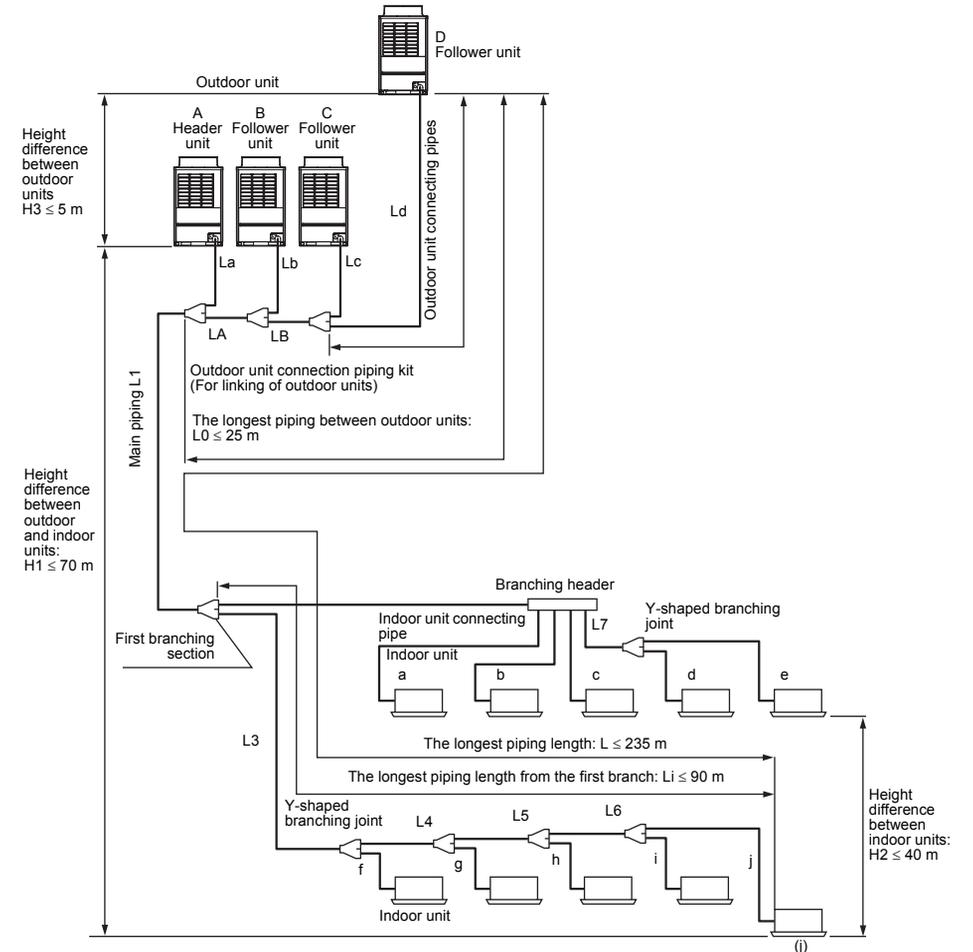 D
Follower unit
Outdoor unit
A
Header
unit
B
Follower
unit
C
Follower
unit
Height
difference
between
outdoor
units
H3 ≤ 5 m
Ld
Outdoor unit connecting pipes
La
Lb
Lc
LA
LB
Outdoor unit connection piping kit
(For linking of outdoor units)
Main piping L1
The longest piping between outdoor units:
L0 ≤ 25 m
Height
difference
between
outdoor
and indoor
units:
H1 ≤ 70 m
Branching header
Y-shaped branching
joint
Indoor unit connecting
pipe
L7
First branching
section
Indoor unit
a
b
c
d
e
L3
The longest piping length: L ≤ 235 m
The longest piping length from the first branch: Li ≤ 90 m
Y-shaped
branching joint
L4
L5
L6
Height
difference
between
indoor units:
H2 ≤ 40 m
f
g
h
i
j
Indoor unit
(j)